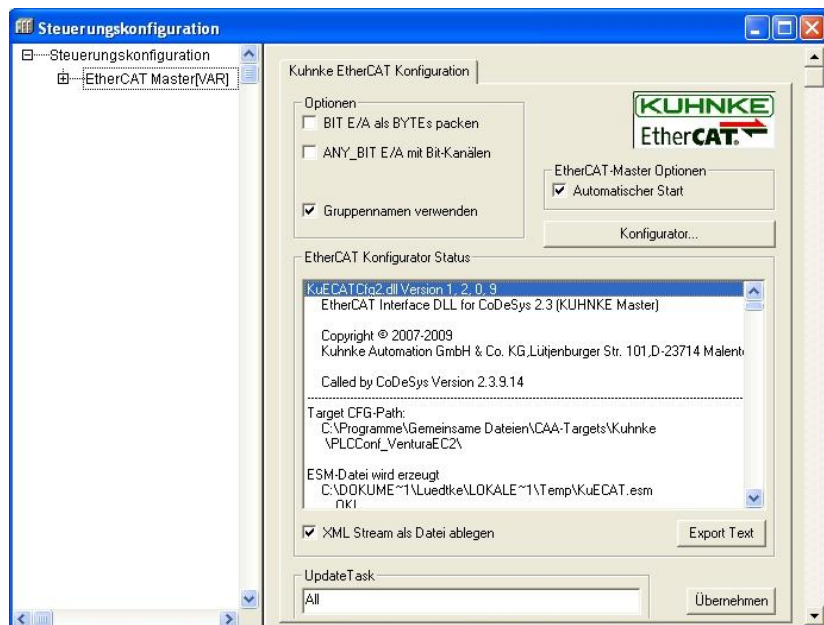 Steuerungskonfiguration
Steuerungskonfiguration
EtherCAT Master[VAR]
Kuhnke EtherCAT Konfiguration
Optionen
BIT E/A als BYTEs packen
ANY_BIT E/A mit Bit-Kanälen
Gruppennamen verwenden
KUHNKE
EtherCAT.
EtherCAT-Master Optionen
Automatischer Start
Konfigurator...
EtherCAT Konfigurator Status
KuECATCfg2.dll Version 1, 2, 0, 9
EtherCAT Interface DLL for CoDeSys 2.3 (KUHNKE Master)
Copyright © 2007-2009
Kuhnke Automation GmbH & Co. KG,Lütjenburger Str. 101,D-23714 Malent
Called by CoDeSys Version 2.3.9.14
Target CFG-Path:
C:\Programme\Gemeinsame Dateien\CAA-Targets\Kuhnke
\PLCConf_VenturaEC2\
ESM-Datei wird erzeugt
C:\DOKUME~1\Luedtke\LOKALE~1\Temp\KuECAT.esm
OK!
XML Stream als Datei ablegen
Export Text
UpdateTask
All
Übernehmen